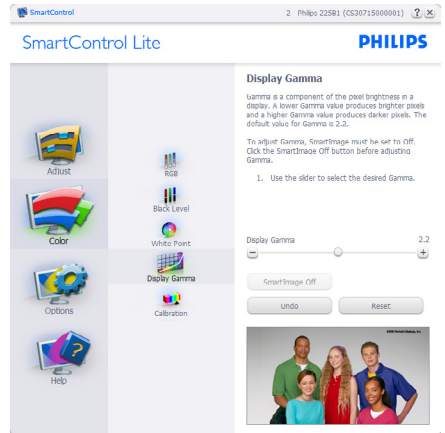 SmartControl
2 Philips 225B1 (CS30715000001)
SmartControl Lite
PHILIPS
Display Gamma
Gamma is a component of the pixel brightness in a
display. A lower Gamma value produces brighter pixels
and a higher Gamma value produces darker pixels. The
default value for Gamma is 2.2.
To adjust Gamma, SmartImage must be set to Off.
Click the SmartImage Off button before adjusting
Gamma.
1. Use the slider to select the desired Gamma.
Adjust
Color
Options
Help
RGB
Black Level
White Point
Display Gamma
Calibration
Display Gamma
2.2
SmartImage Off
Undo
Reset